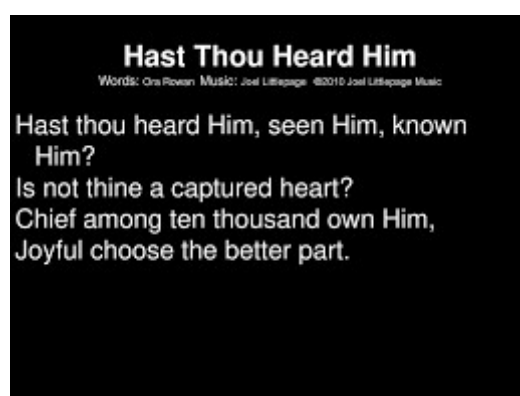 Hast Thou Heard Him
Words: Ora Rowan Music: Joel Littlepage ©2010 Joel Littlepage Music
Hast thou heard Him, seen Him, known
Him?
Is not thine a captured heart?
Chief among ten thousand own Him,
Joyful choose the better part.